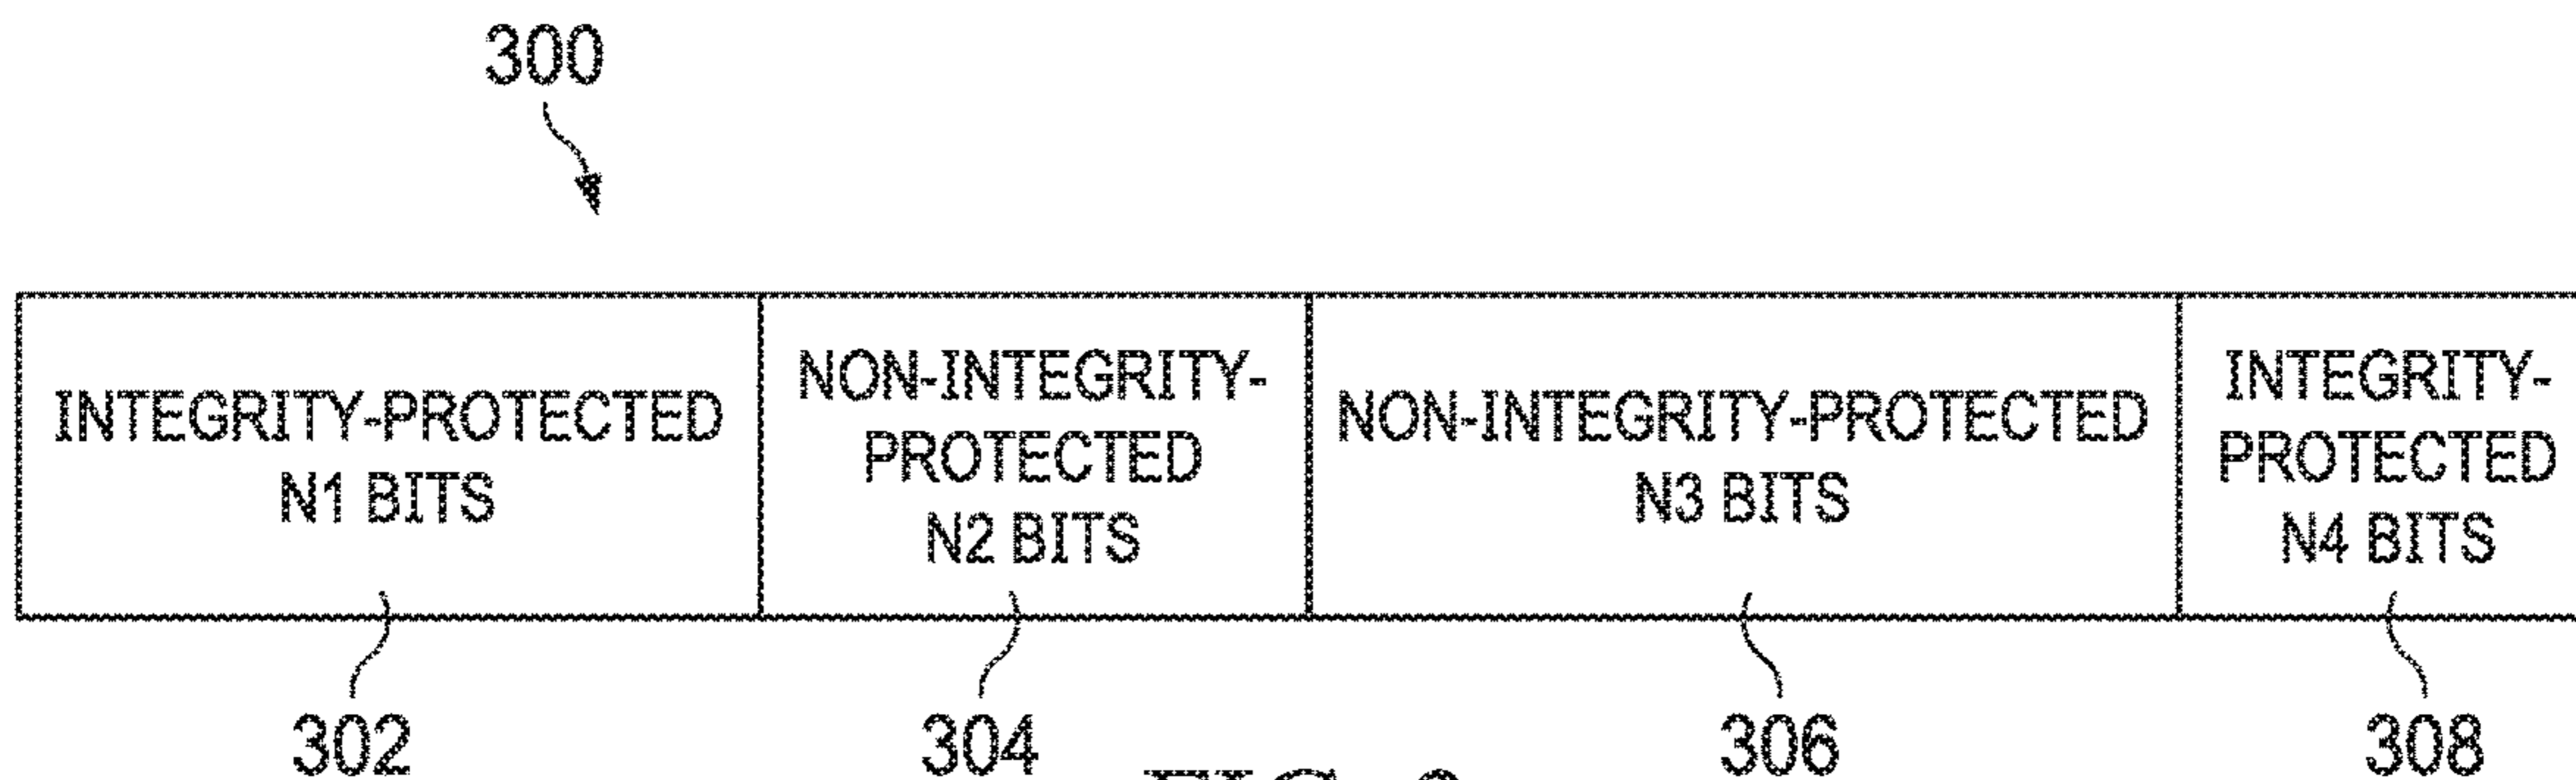 300
INTEGRITY-PROTECTED
N1 BITS
NON-INTEGRITY-
PROTECTED
N2 BITS
NON-INTEGRITY-PROTECTED
N3 BITS
INTEGRITY-
PROTECTED
N4 BITS
302
304
306
308